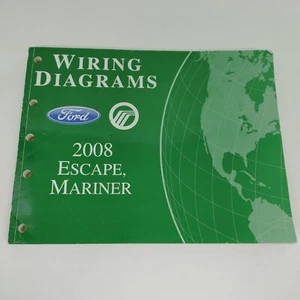 WIRING
DIAGRAMS
Ford
2008
ESCAPE,
MARINER